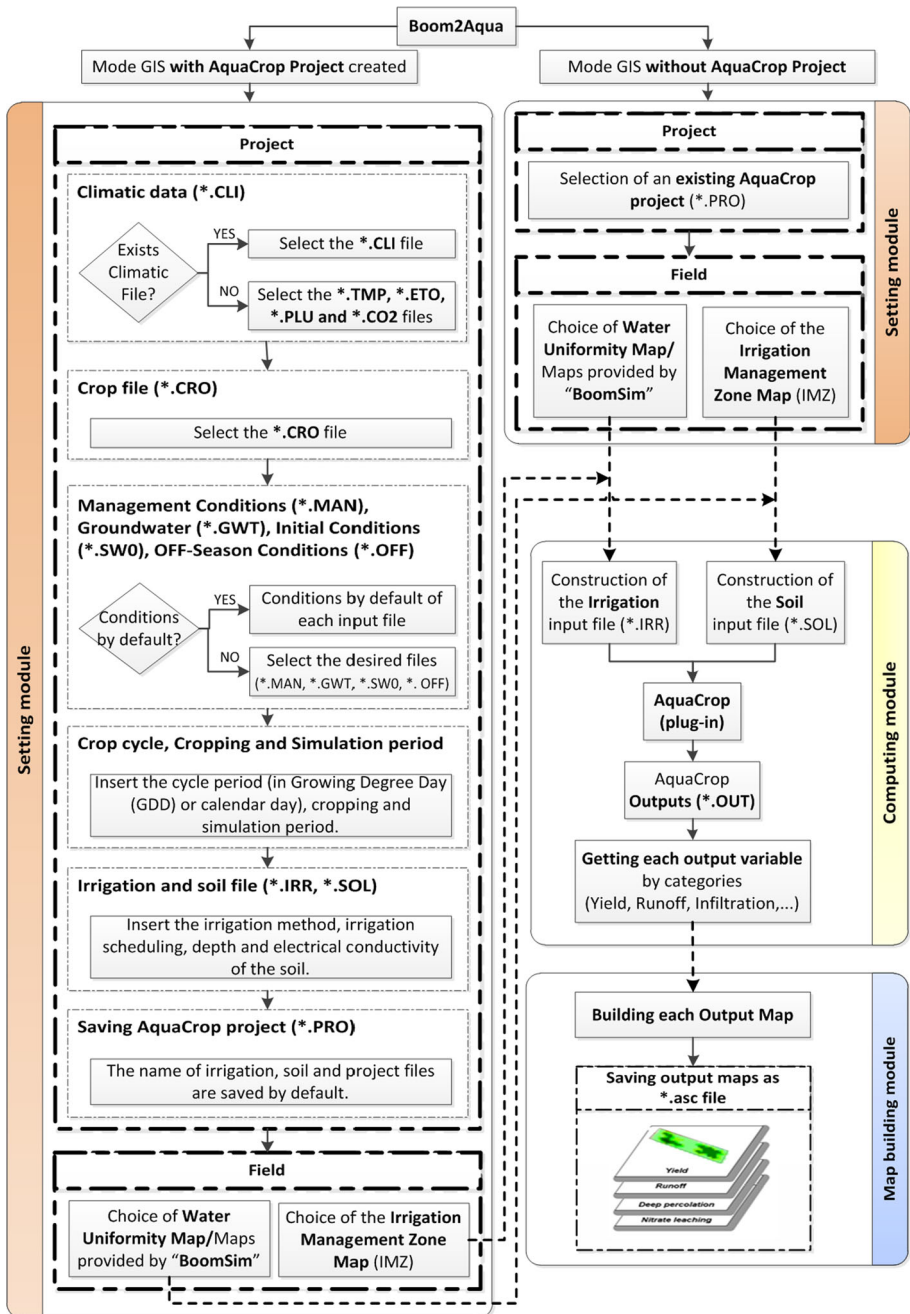 Boom2Aqua
Mode GIS with AquaCrop Project created
Mode GIS without AquaCrop Project
Setting module
Project
Climatic data (*.CLI)
Exists
Climatic
File?
YES
Select the *.CLI file
NO
Select the *.TMP, *.ETO,
*.PLU and *.CO2 files
Crop file (*.CRO)
Select the *.CRO file
Management Conditions (*.MAN),
Groundwater (*.GWT), Initial Conditions
(*.SW0), OFF-Season Conditions (*.OFF)
Conditions
by default?
YES
Conditions by default of
each input file
NO
Select the desired files
(*.MAN, *.GWT, *.SW0, *. OFF)
Crop cycle, Cropping and Simulation period
Insert the cycle period (in Growing Degree Day
(GDD) or calendar day), cropping and
simulation period.
Irrigation and soil file (*.IRR, *.SOL)
Insert the irrigation method, irrigation
scheduling, depth and electrical conductivity
of the soil.
Saving AquaCrop project (*.PRO)
The name of irrigation, soil and project files
are saved by default.
Field
Choice of Water
Uniformity Map/Maps
provided by “BoomSim”
Choice of the Irrigation
Management Zone
Map (IMZ)
Setting module
Project
Selection of an existing AquaCrop
project (*.PRO)
Field
Choice of Water
Uniformity Map/
Maps provided by
“BoomSim”
Choice of the
Irrigation
Management
Zone Map (IMZ)
Computing module
Construction of
the Irrigation
input file (*.IRR)
Construction of
the Soil
input file (*.SOL)
AquaCrop
(plug-in)
AquaCrop
Outputs (*.OUT)
Getting each output variable
by categories
(Yield, Runoff, Infiltration,...)
Map building module
Building each Output Map
Saving output maps as
*.asc file
Yield
Runoff
Deep percolation
Nitrate leaching